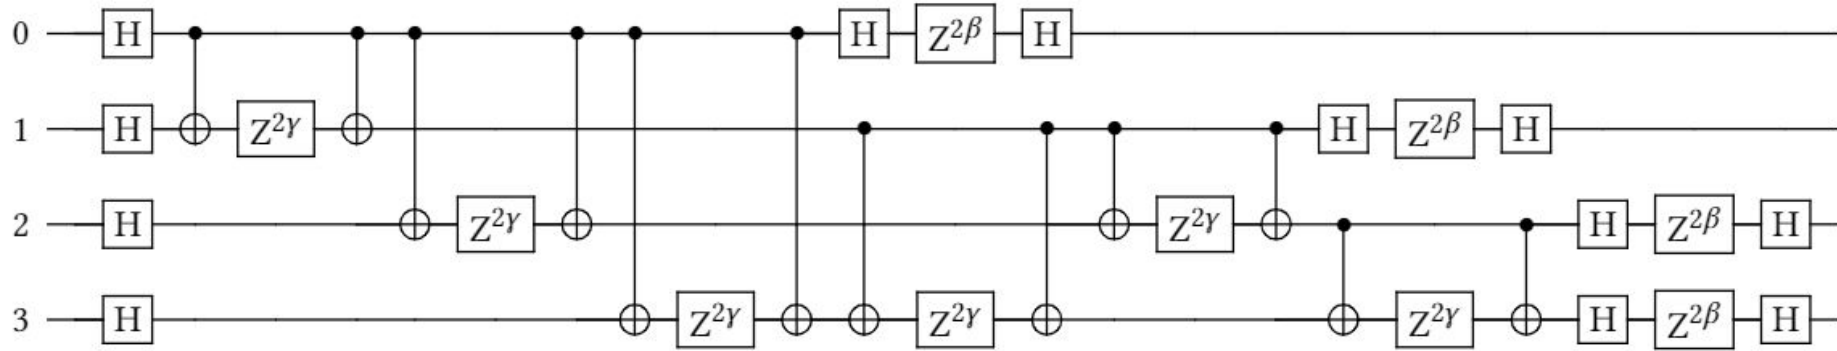 0 H H Z^{2β} H
1 H Z^{2γ} H Z^{2β} H
2 H Z^{2γ} Z^{2γ} H Z^{2β} H
3 H Z^{2γ} Z^{2γ} Z^{2γ} H Z^{2β} H